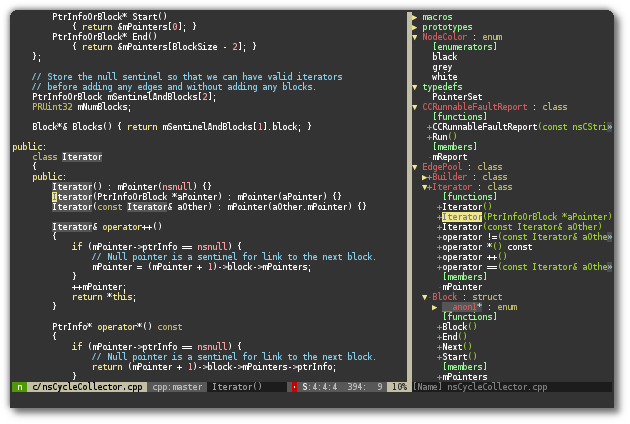 PtrInfoOrBlock* Start()
{ return &mPointers[0]; }
PtrInfoOrBlock* End()
{ return &mPointers[BlockSize - 2]; }
};
// Store the null sentinel so that we can have valid iterators
// before adding any edges and without adding any blocks.
PtrInfoOrBlock mSentinelAndBlocks[2];
PRUint32 mNumBlocks;
Block*& Blocks() { return mSentinelAndBlocks[1].block; }
public:
class Iterator
{
public:
Iterator() : mPointer(nsnull) {}
Iterator(PtrInfoOrBlock *aPointer) : mPointer(aPointer) {}
Iterator(const Iterator& aOther) : mPointer(aOther.mPointer) {}
Iterator& operator++()
{
if (mPointer->ptrInfo == nsnull) {
// Null pointer is a sentinel for link to the next block.
mPointer = (mPointer + 1)->block->mPointers;
}
++mPointer;
return *this;
}
PtrInfo* operator*() const
{
if (mPointer->ptrInfo == nsnull) {
// Null pointer is a sentinel for link to the next block.
return (mPointer + 1)->block->mPointers->ptrInfo;
}
n c/nsCycleCollector.cpp cpp:master Iterator() S:4:4:4 394: 9 10%
▶ macros
▶ prototypes
▼ NodeColor : enum
[enumerators]
black
grey
white
▼ typedefs
PointerSet
▼ CCRunnableFaultReport : class
[functions]
+CCRunnableFaultReport(const nsCStri»
+Run()
[members]
mReport
▼ EdgePool : class
▶+Builder : class
▼+Iterator : class
[functions]
+Iterator()
+Iterator(PtrInfoOrBlock *aPointer)
+Iterator(const Iterator& aOther)
+operator !=(const Iterator& aOthe»
+operator *() const
+operator ++()
+operator ==(const Iterator& aOthe»
[members]
-mPointer
▼ Block : struct
▶ __anon1* : enum
[functions]
+Block()
+End()
+Next()
+Start()
[members]
+mPointers
[Name] nsCycleCollector.cpp